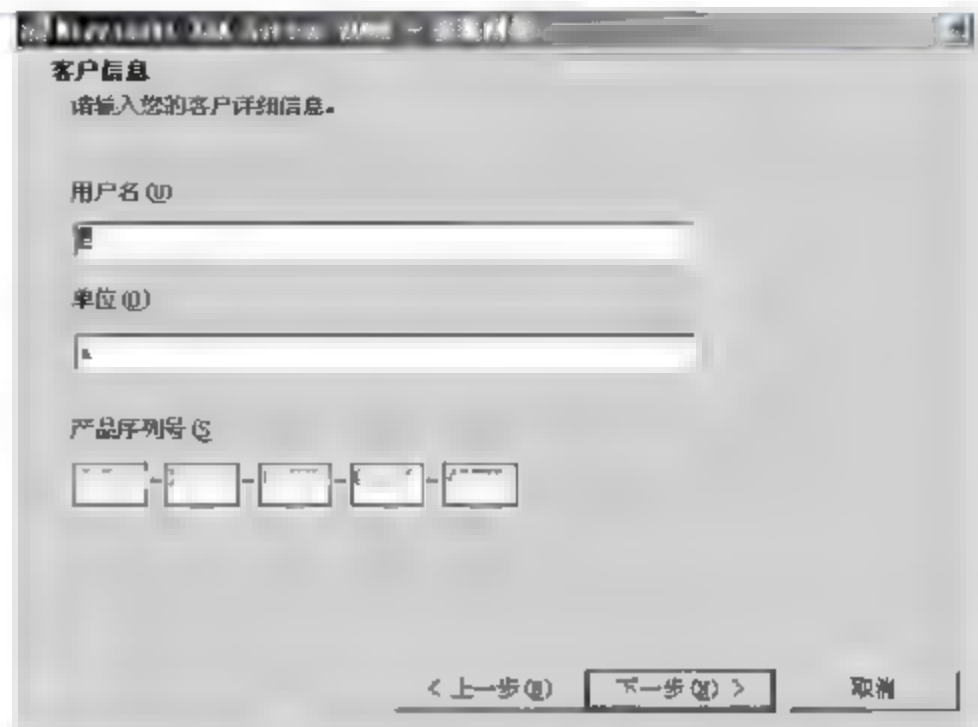 客户信息
请输入您的客户详细信息。
用户名(U)
单位(O)
产品序列号(S
< 上一步(B) 下一步(N) > 取消